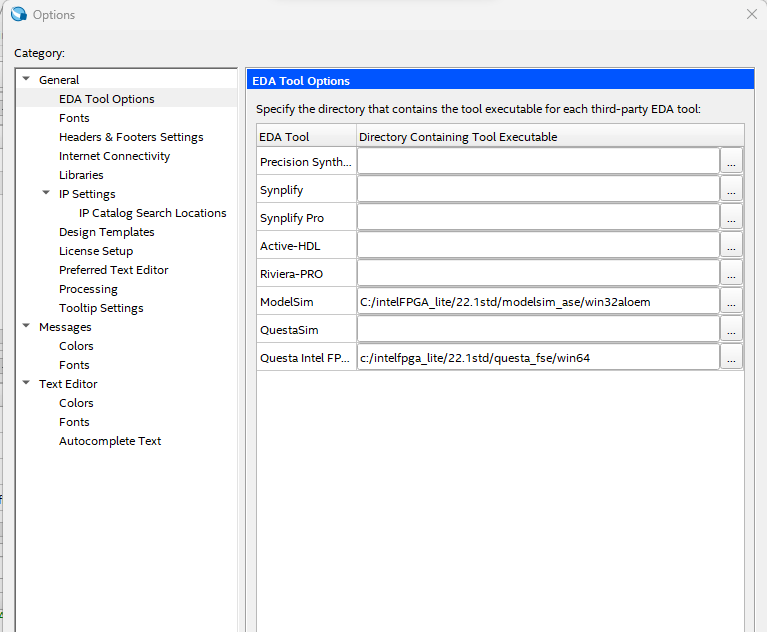 Options
Category:
General
EDA Tool Options
Fonts
Headers & Footers Settings
Internet Connectivity
Libraries
IP Settings
IP Catalog Search Locations
Design Templates
License Setup
Preferred Text Editor
Processing
Tooltip Settings
Messages
Colors
Fonts
Text Editor
Colors
Fonts
Autocomplete Text
EDA Tool Options
Specify the directory that contains the tool executable for each third-party EDA tool:
EDA Tool Directory Containing Tool Executable
Precision Synth... ...
Synplify ...
Synplify Pro ...
Active-HDL ...
Riviera-PRO ...
ModelSim C:/intelFPGA_lite/22.1std/modelsim_ase/win32aloem ...
QuestaSim ...
Questa Intel FP... c:/intelfpga_lite/22.1std/questa_fse/win64 ...